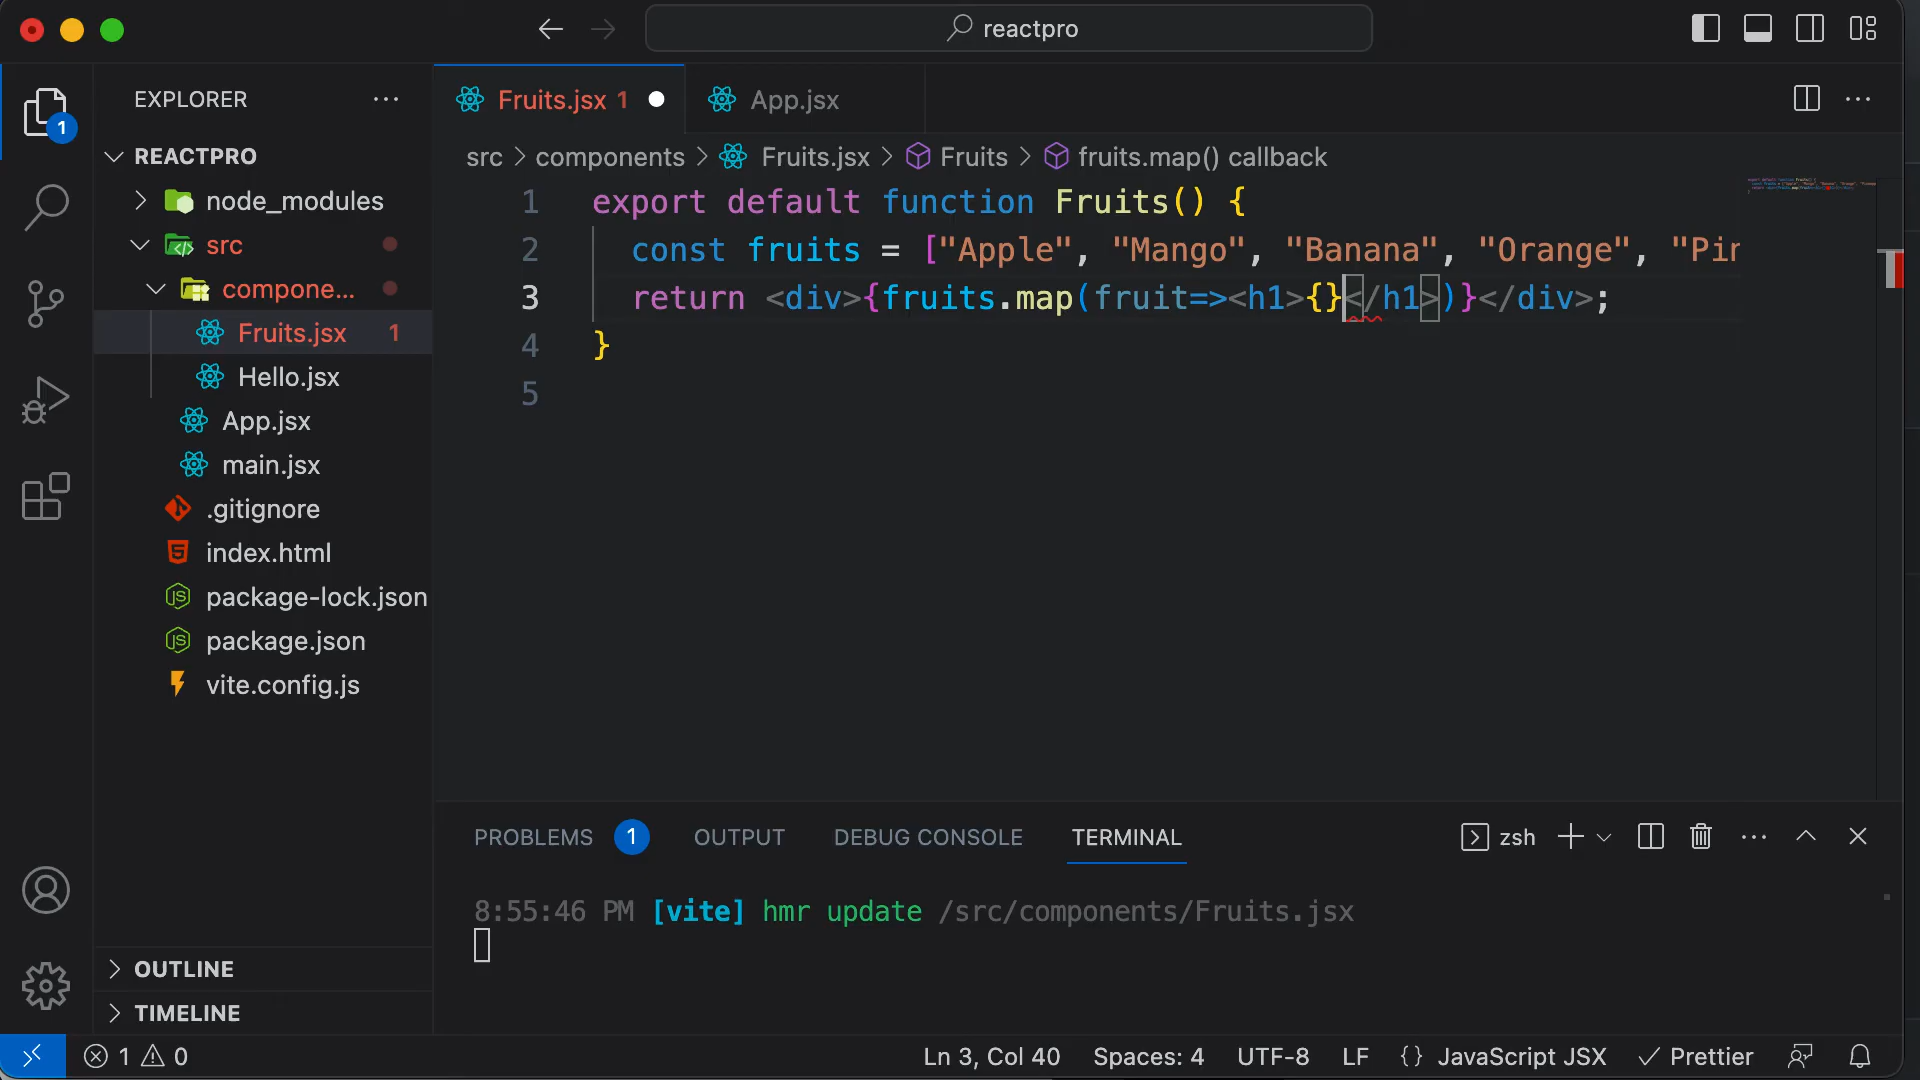 reactpro
EXPLORER
Fruits.jsx 1
App.jsx
1
REACTPRO
src > components > Fruits.jsx > Fruits > fruits.map() callback
node_modules
src
compone...
Fruits.jsx 1
Hello.jsx
App.jsx
main.jsx
.gitignore
index.html
package-lock.json
package.json
vite.config.js
OUTLINE
TIMELINE
1 export default function Fruits() {
2 const fruits = ["Apple", "Mango", "Banana", "Orange", "Pin
3 return <div>{fruits.map(fruit=><h1>{}</h1>)}</div>;
4 }
5
PROBLEMS 1 OUTPUT DEBUG CONSOLE TERMINAL zsh
8:55:46 PM [vite] hmr update /src/components/Fruits.jsx
1 0 Ln 3, Col 40 Spaces: 4 UTF-8 LF {} JavaScript JSX Prettier